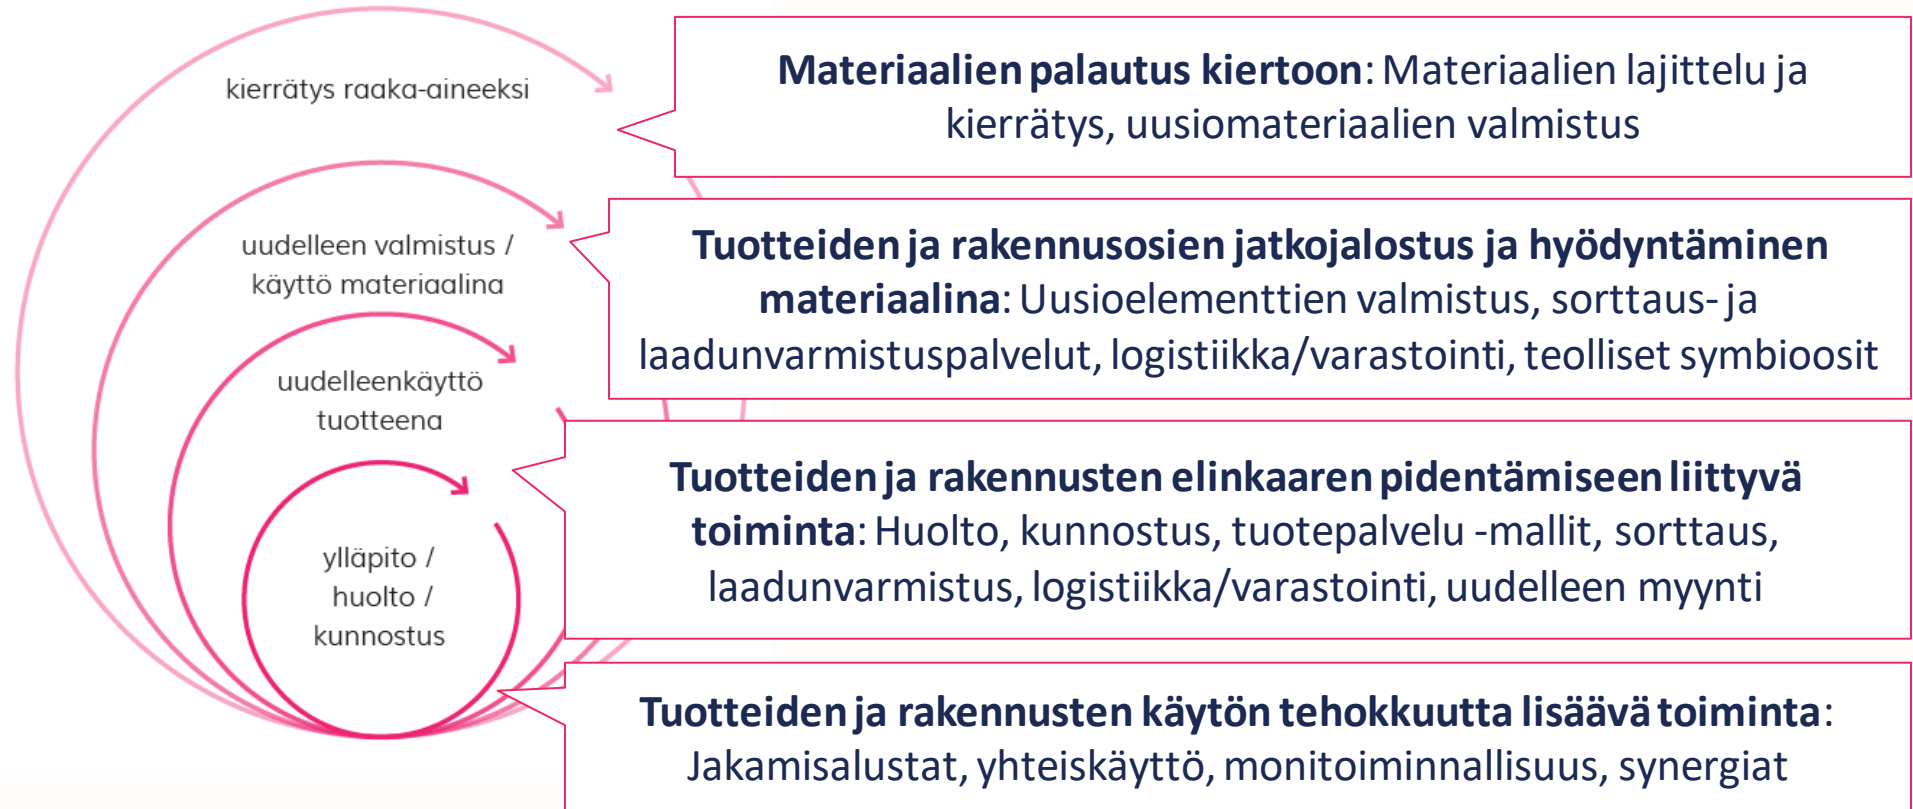 kierrätys raaka-aineeksi
Materiaalien palautus kiertoon: Materiaalien lajittelu ja
kierrätys, uusiomateriaalien valmistus
uudelleen valmistus /
käyttö materiaalina
Tuotteiden ja rakennusosien jatkojalostus ja hyödyntäminen
materiaalina: Uusioelementtien valmistus, sorttaus- ja
laadunvarmistuspalvelut, logistiikka/varastointi, teolliset symbioosit
uudelleenkäyttö
tuotteena
Tuotteiden ja rakennusten elinkaaren pidentämiseen liittyvä
toiminta: Huolto, kunnostus, tuotepalvelu -mallit, sorttaus,
laadunvarmistus, logistiikka/varastointi, uudelleen myynti
ylläpito /
huolto /
kunnostus
Tuotteiden ja rakennusten käytön tehokkuutta lisäävä toiminta:
Jakamisalustat, yhteiskäyttö, monitoiminnallisuus, synergiat